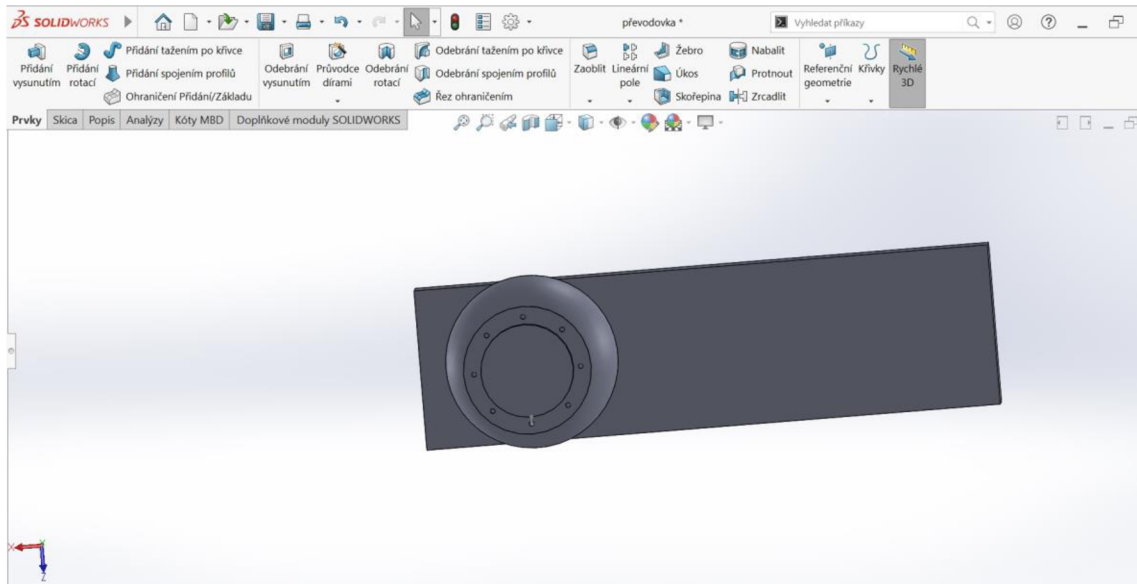 SOLIDWORKS
převodovka *
Vyhledat příkazy
Přidání vysunutím
Přidání rotací
Přidání tažením po křivce
Přidání spojením profilů
Ohraničení Přidání/Základu
Odebrání vysunutím
Průvodce dírami
Odebrání rotací
Odebrání tažením po křivce
Odebrání spojením profilů
Řez ohraničením
Zaoblit
Lineární pole
Žebro
Úkos
Skořepina
Nabalit
Protnout
Zrcadlit
Referenční geometrie
Křivky
Rychlé 3D
Prvky
Skica
Popis
Analýzy
Kóty MBD
Doplňkové moduly SOLIDWORKS
X
Y
Z